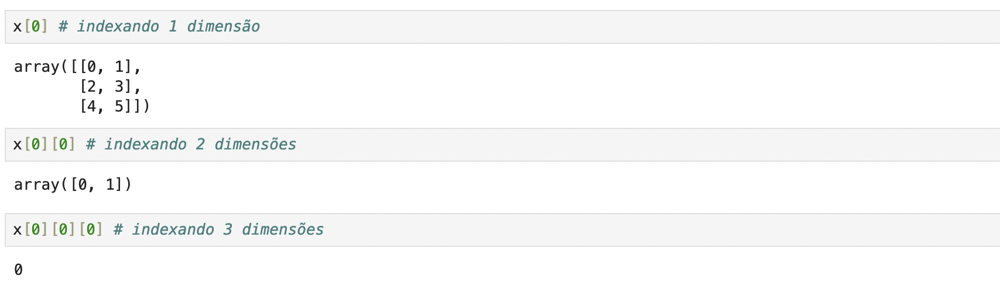 x[0] # indexando 1 dimensão
array([[0, 1],
       [2, 3],
       [4, 5]])
x[0][0] # indexando 2 dimensões
array([0, 1])
x[0][0][0] # indexando 3 dimensões
0